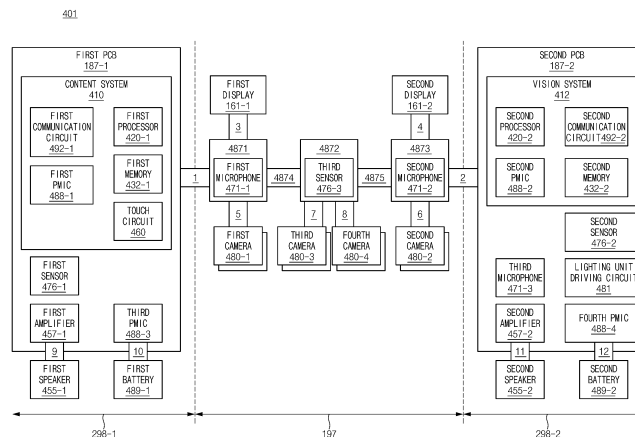 401
FIRST PCB
187-1
CONTENT SYSTEM
410
FIRST
COMMUNICATION
CIRCUIT
492-1
FIRST
PROCESSOR
420-1
FIRST
PMIC
488-1
FIRST
MEMORY
432-1
TOUCH
CIRCUIT
460
FIRST
SENSOR
476-1
FIRST
AMPLIFIER
457-1
THIRD
PMIC
488-3
9
10
FIRST
SPEAKER
455-1
FIRST
BATTERY
489-1
FIRST
DISPLAY
161-1
SECOND
DISPLAY
161-2
3
4
1
4871
FIRST
MICROPHONE
471-1
4874
4872
THIRD
SENSOR
476-3
4875
4873
SECOND
MICROPHONE
471-2
2
5
7
8
6
FIRST
CAMERA
480-1
THIRD
CAMERA
480-3
FOURTH
CAMERA
480-4
SECOND
CAMERA
480-2
SECOND PCB
187-2
VISION SYSTEM
412
SECOND
PROCESSOR
420-2
SECOND
COMMUNICATION
CIRCUIT492-2
SECOND
PMIC
488-2
SECOND
MEMORY
432-2
SECOND
SENSOR
476-2
THIRD
MICROPHONE
471-3
LIGHTING UNIT
DRIVING CIRCUIT
481
SECOND
AMPLIFIER
457-2
FOURTH PMIC
488-4
11
12
SECOND
SPEAKER
455-2
SECOND
BATTERY
489-2
298-1
197
298-2